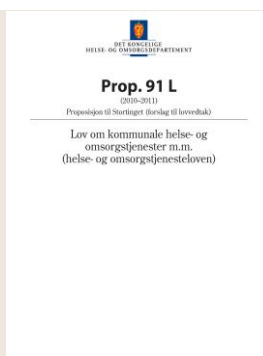 DET KONGELIGE
HELSE- OG OMSORGSDEPARTEMENT
Prop. 91 L
(2010–2011)
Proposisjon til Stortinget (forslag til lovvedtak)
Lov om kommunale helse- og
omsorgstjenester m.m.
(helse- og omsorgstjenesteloven)